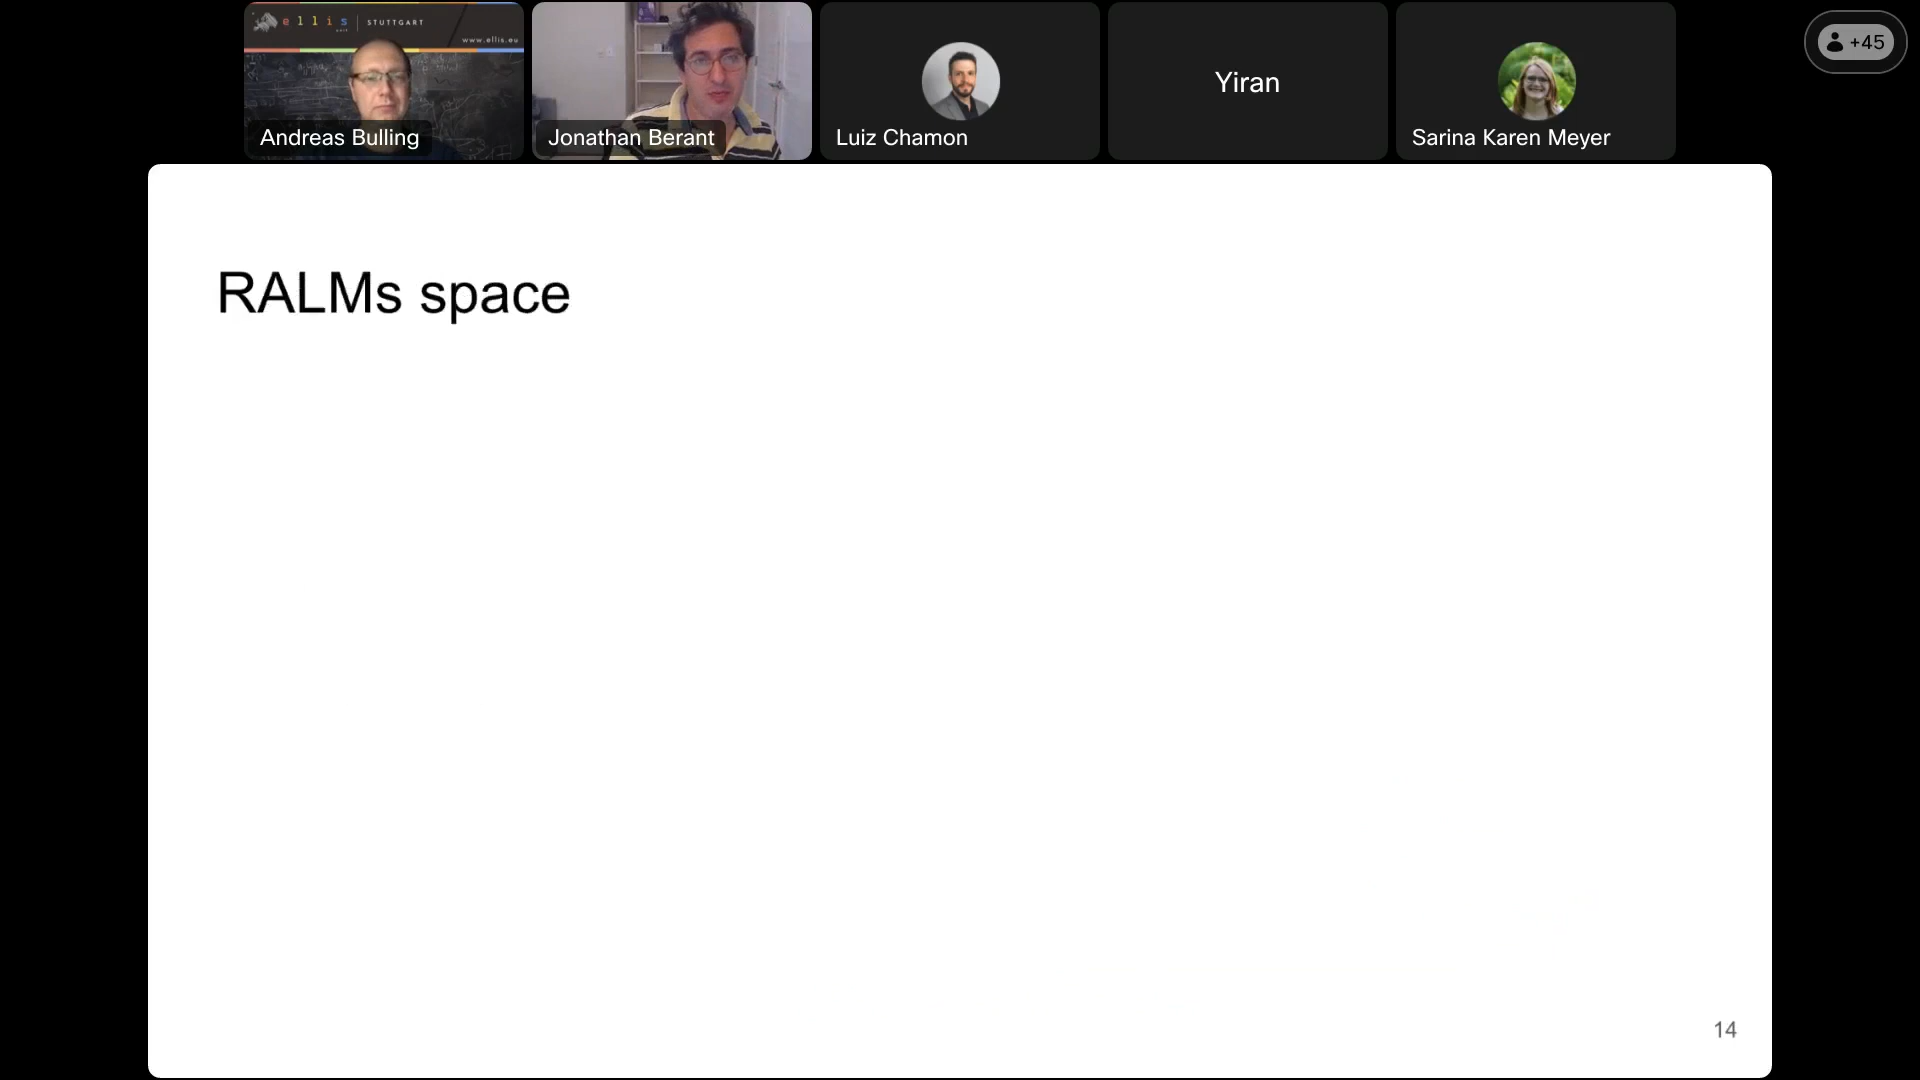 ellis
STUTTGART
unit
www.ellis.eu
Andreas Bulling
Jonathan Berant
Luiz Chamon
Yiran
Sarina Karen Meyer
+45
RALMs space
14